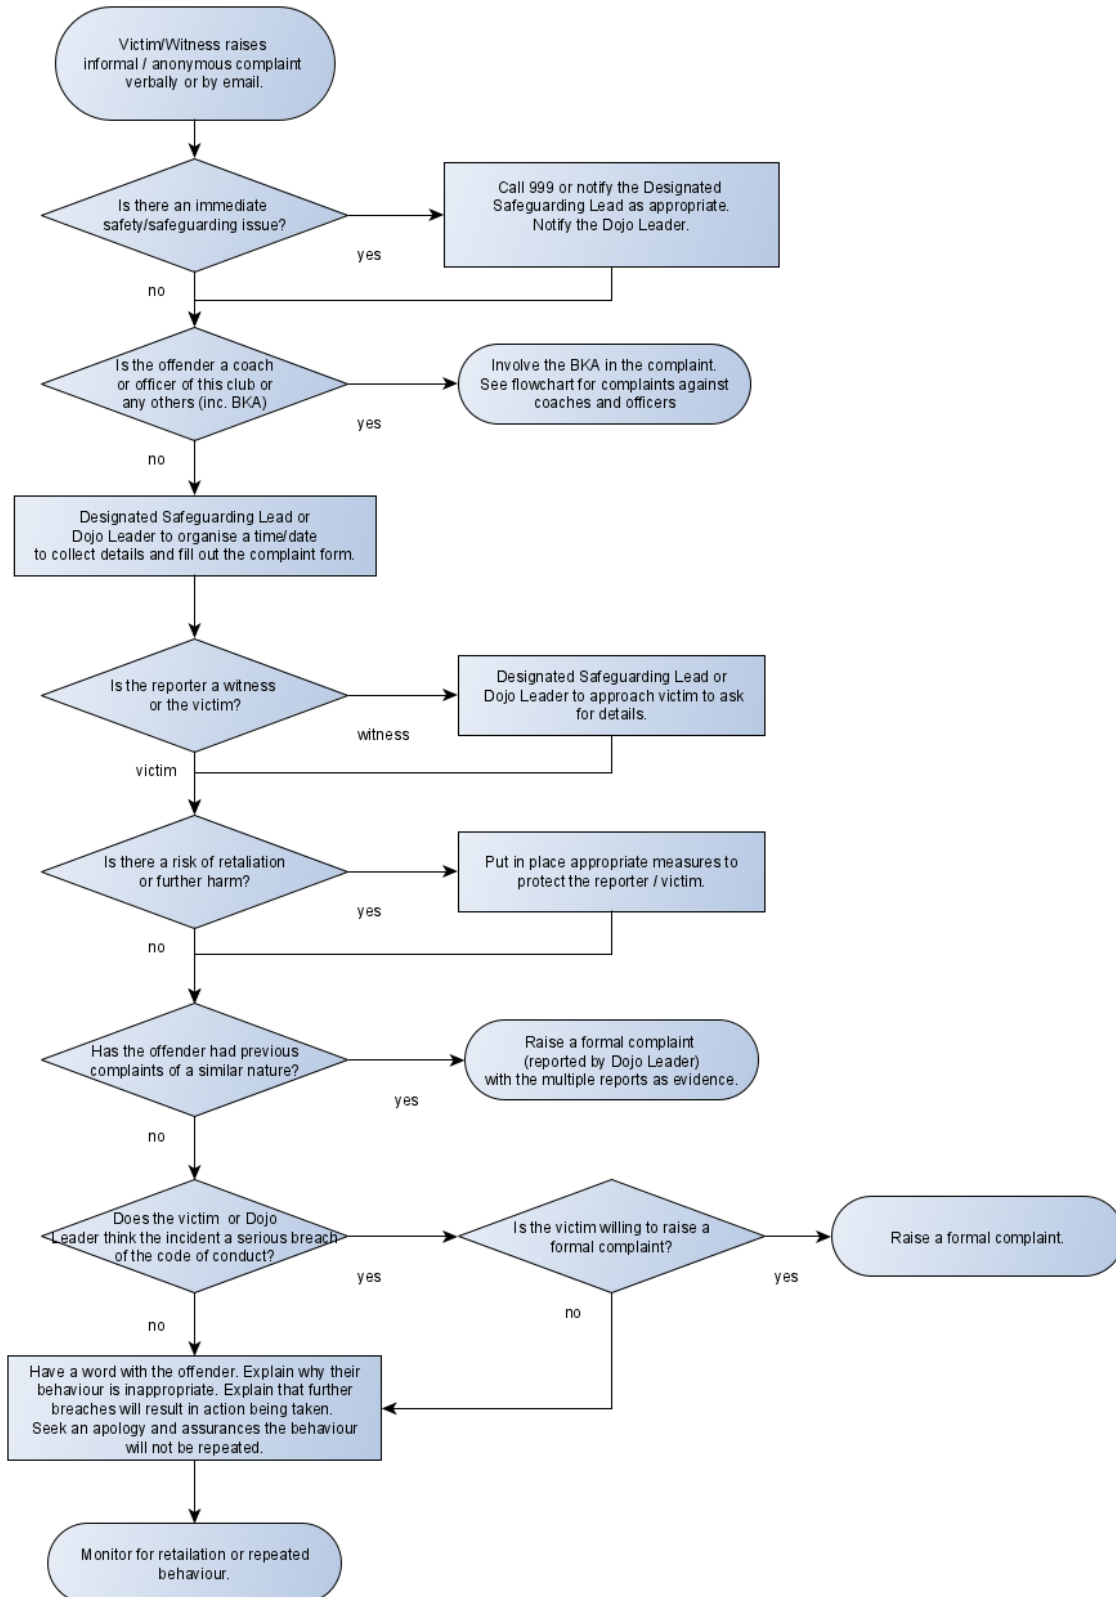 Victim/Witness raises
informal / anonymous complaint
verbally or by email.
Is there an immediate
safety/safeguarding issue?
yes
Call 999 or notify the Designated
Safeguarding Lead as appropriate.
Notify the Dojo Leader.
no
Is the offender a coach
or officer of this club or
any others (inc. BKA)
yes
Involve the BKA in the complaint.
See flowchart for complaints against
coaches and officers
no
Designated Safeguarding Lead or
Dojo Leader to organise a time/date
to collect details and fill out the complaint form.
Is the reporter a witness
or the victim?
witness
Designated Safeguarding Lead or
Dojo Leader to approach victim to ask
for details.
victim
Is there a risk of retaliation
or further harm?
yes
Put in place appropriate measures to
protect the reporter / victim.
no
Has the offender had previous
complaints of a similar nature?
yes
Raise a formal complaint
(reported by Dojo Leader)
with the multiple reports as evidence.
no
Does the victim or Dojo
Leader think the incident a serious breach
of the code of conduct?
yes
Is the victim willing to raise a
formal complaint?
yes
Raise a formal complaint.
no
no
Have a word with the offender. Explain why their
behaviour is inappropriate. Explain that further
breaches will result in action being taken.
Seek an apology and assurances the behaviour
will not be repeated.
Monitor for retailation or repeated
behaviour.